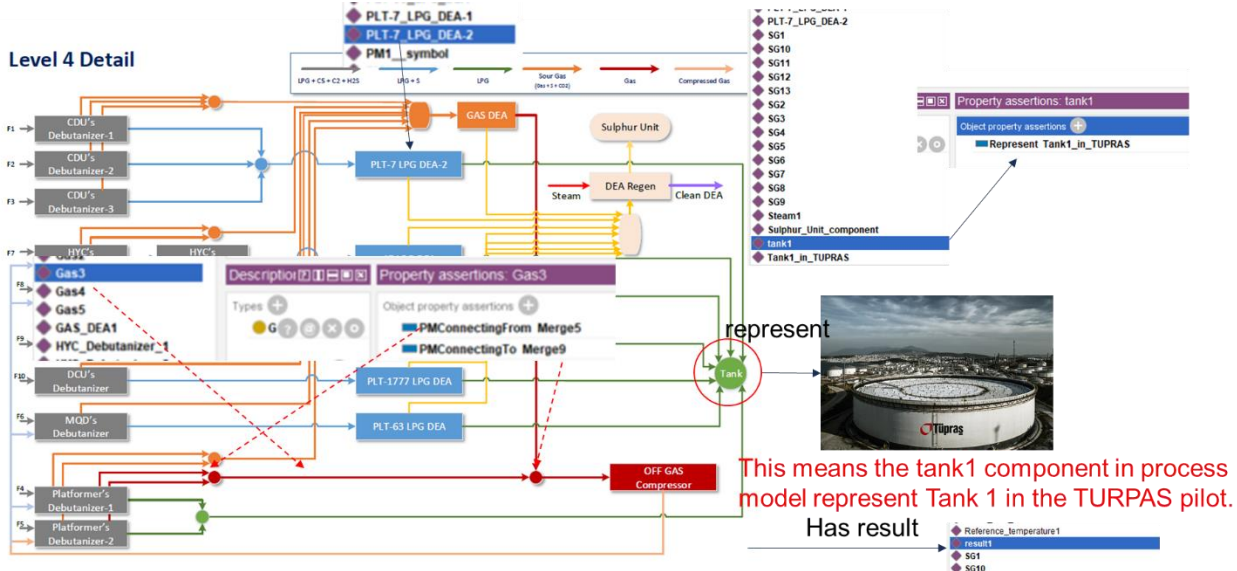 PLT-7_LPG_DEA-2
PM1__symbol
Level 4 Detail
LPG + C5 + C2 + H2S
LPG + S
LPG
Sour Gas
(Gas + S + CO2)
Gas
Compressed Gas
F1
CDU's
Debutanizer-1
F2
CDU's
Debutanizer-2
F3
CDU's
Debutanizer-3
GAS DEA
PLT-7 LPG DEA-2
Sulphur Unit
Steam
DEA Regen
Clean DEA
F7
HYC's
HYC's
Gas3
Gas4
Gas5
GAS_DEA1
HYC_Debutanizer_1
F8
F9
Description
Types
G
Property assertions: Gas3
Object property assertions
PMConnectingFrom Merge5
PMConnectingTo Merge9
F10
DCU's
Debutanizer
PLT-1777 LPG DEA
F6
MQD's
Debutanizer
PLT-63 LPG DEA
F4
Platformer's
Debutanizer-1
F5
Platformer's
Debutanizer-2
OFF GAS
Compressor
Tank
represent
PLT-7_LPG_DEA-2
SG1
SG10
SG11
SG12
SG13
SG2
SG3
SG4
SG5
SG6
SG7
SG8
SG9
Steam1
Sulphur_Unit_component
tank1
Tank1_in_TUPRAS
Property assertions: tank1
Object property assertions
Represent Tank1_in_TUPRAS
Tüpraş
This means the tank1 component in process
model represent Tank 1 in the TURPAS pilot.
Has result
Reference_temperature1
result1
SG1
SG10